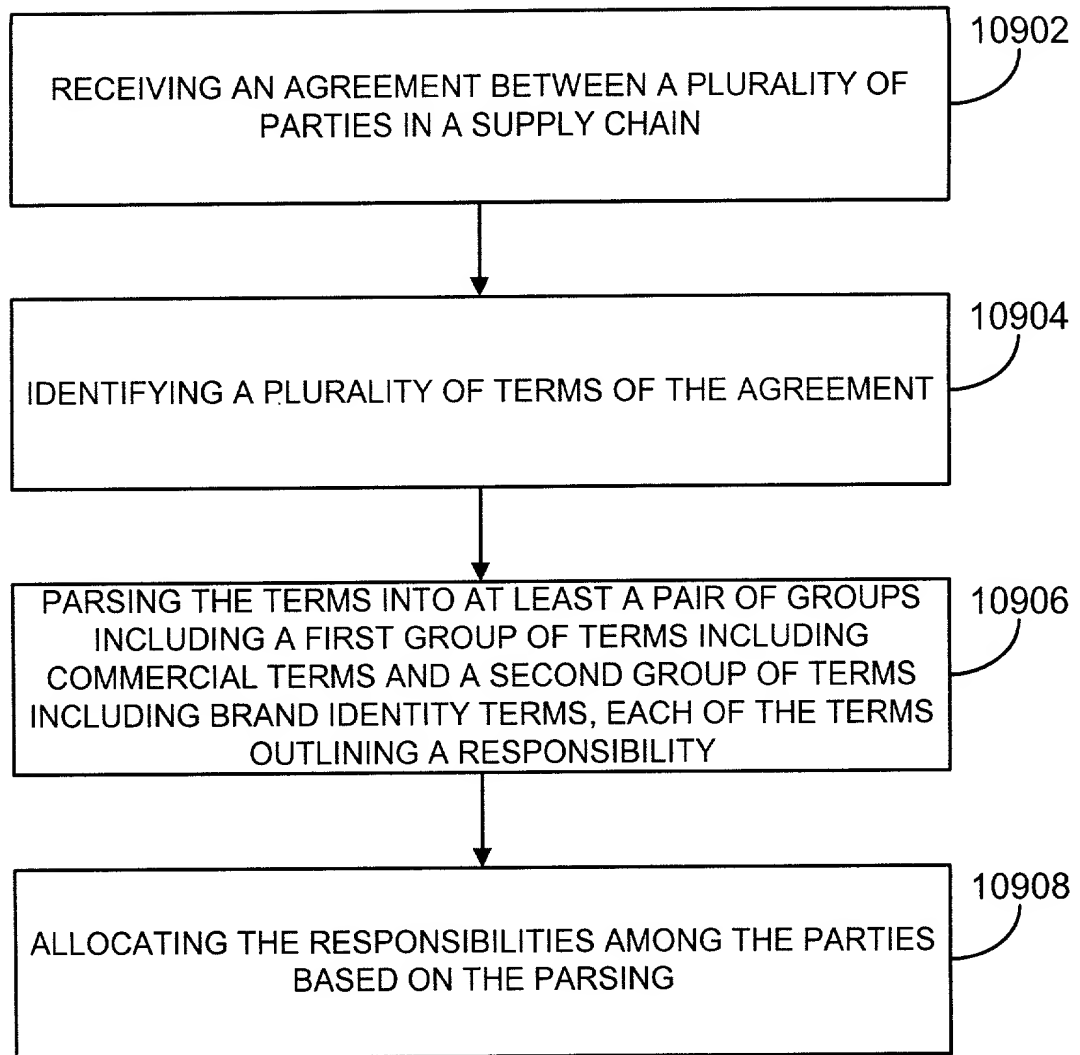 10902
RECEIVING AN AGREEMENT BETWEEN A PLURALITY OF
PARTIES IN A SUPPLY CHAIN
10904
IDENTIFYING A PLURALITY OF TERMS OF THE AGREEMENT
10906
PARSING THE TERMS INTO AT LEAST A PAIR OF GROUPS
INCLUDING A FIRST GROUP OF TERMS INCLUDING
COMMERCIAL TERMS AND A SECOND GROUP OF TERMS
INCLUDING BRAND IDENTITY TERMS, EACH OF THE TERMS
OUTLINING A RESPONSIBILITY
10908
ALLOCATING THE RESPONSIBILITIES AMONG THE PARTIES
BASED ON THE PARSING